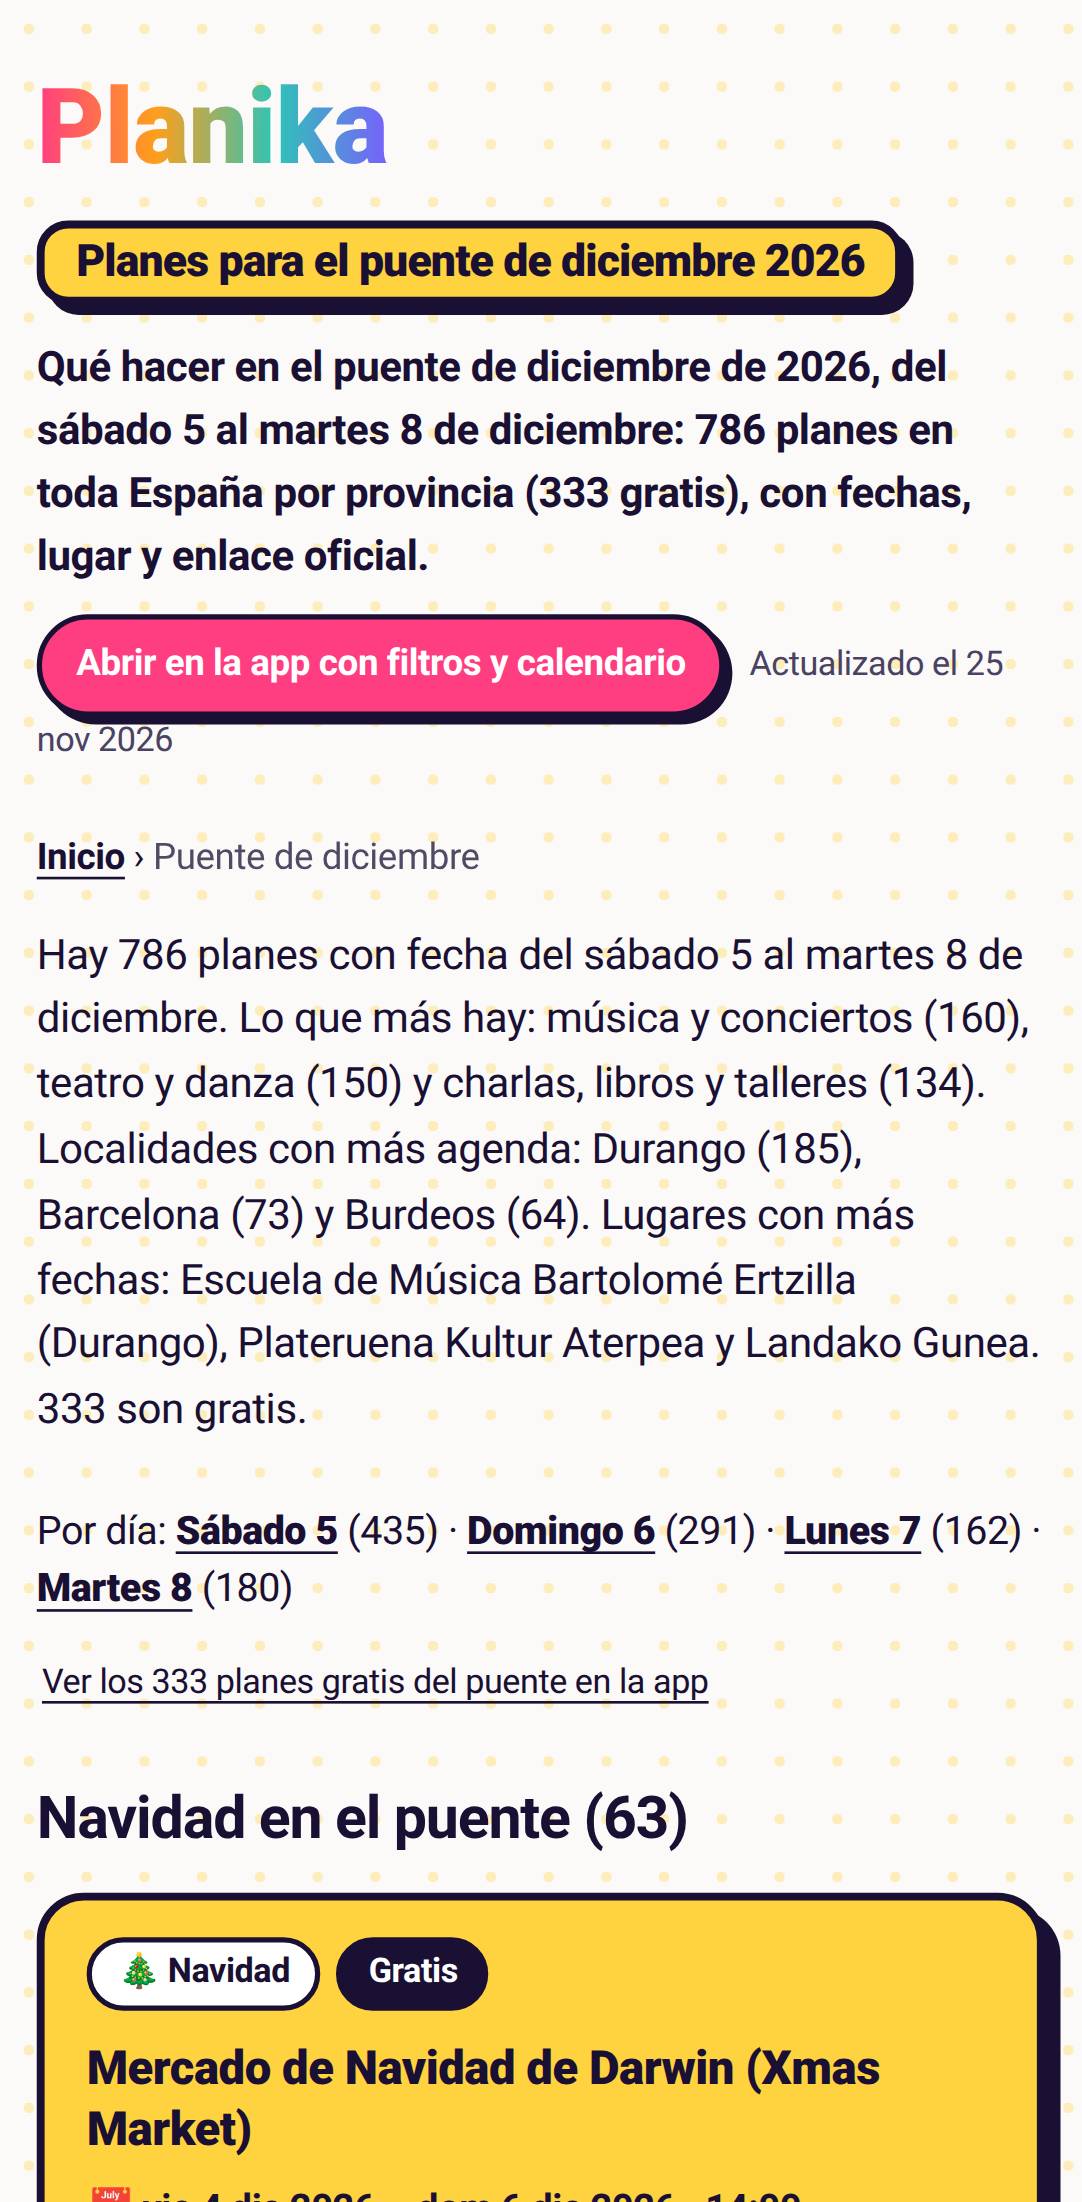 Planika
Planes para el puente de diciembre 2026
Qué hacer en el puente de diciembre de 2026, del
sábado 5 al martes 8 de diciembre: 786 planes en
toda España por provincia (333 gratis), con fechas,
lugar y enlace oficial.
Abrir en la app con filtros y calendario Actualizado el 25
nov 2026
Inicio › Puente de diciembre
Hay 786 planes con fecha del sábado 5 al martes 8 de
diciembre. Lo que más hay: música y conciertos (160),
teatro y danza (150) y charlas, libros y talleres (134).
Localidades con más agenda: Durango (185),
Barcelona (73) y Burdeos (64). Lugares con más
fechas: Escuela de Música Bartolomé Ertzilla
(Durango), Plateruena Kultur Aterpea y Landako Gunea.
333 son gratis.
Por día: Sábado 5 (435) · Domingo 6 (291) · Lunes 7 (162) ·
Martes 8 (180)
Ver los 333 planes gratis del puente en la app
Navidad en el puente (63)
🎄 Navidad Gratis
Mercado de Navidad de Darwin (Xmas
Market)